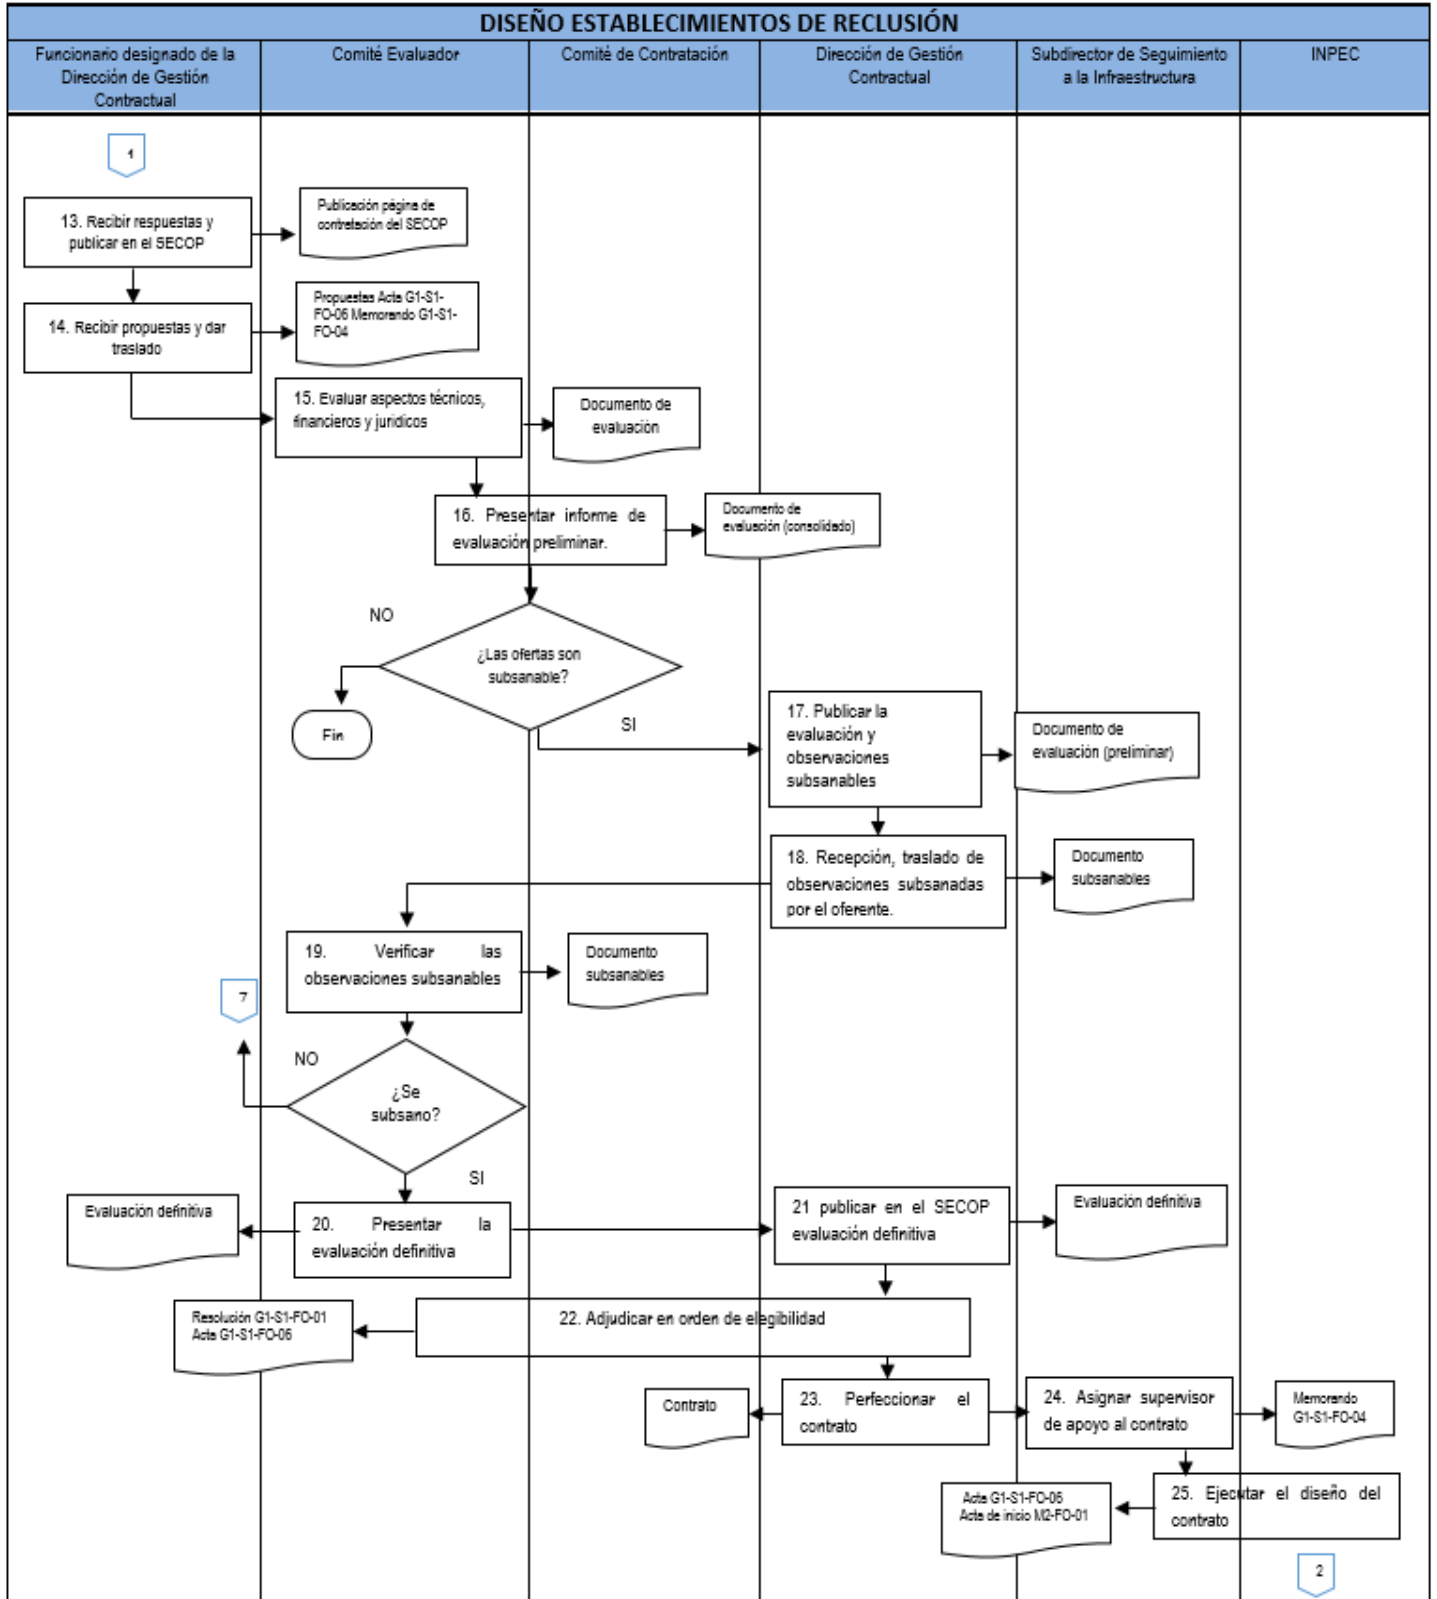 DISEÑO ESTABLECIMIENTOS DE RECLUSIÓN
Funcionario designado de la
Dirección de Gestión
Contractual
Comité Evaluador
Comité de Contratación
Dirección de Gestión
Contractual
Subdirector de Seguimiento
a la Infraestructura
INPEC
1
13. Recibir respuestas y
publicar en el SECOP
Publicación página de
contratación del SECOP
14. Recibir propuestas y dar
traslado
Propuestas Acta G1-S1-
FO-06 Memorando G1-S1-
FO-04
15. Evaluar aspectos técnicos,
financieros y juridicos
Documento de
evaluación
16. Presentar informe de
evaluación preliminar.
Documento de
evaluación (consolidado)
NO
¿Las ofertas son
subsanable?
Fin
SI
17. Publicar la
evaluación y
observaciones
subsanables
Documento de
evaluación (preliminar)
18. Recepción, traslado de
observaciones subsanadas
por el oferente.
Documento
subsanables
19. Verificar las
observaciones subsanables
Documento
subsanables
7
NO
¿Se
subsano?
SI
Evaluación definitiva
20. Presentar la
evaluación definitiva
21 publicar en el SECOP
evaluación definitiva
Evaluación definitiva
Resolución G1-S1-FO-01
Acta G1-S1-FO-06
22. Adjudicar en orden de elegibilidad
Contrato
23. Perfeccionar el
contrato
24. Asignar supervisor
de apoyo al contrato
Memorando
G1-S1-FO-04
Acta G1-S1-FO-06
Acta de inicio M2-FO-01
25. Ejecutar el diseño del
contrato
2